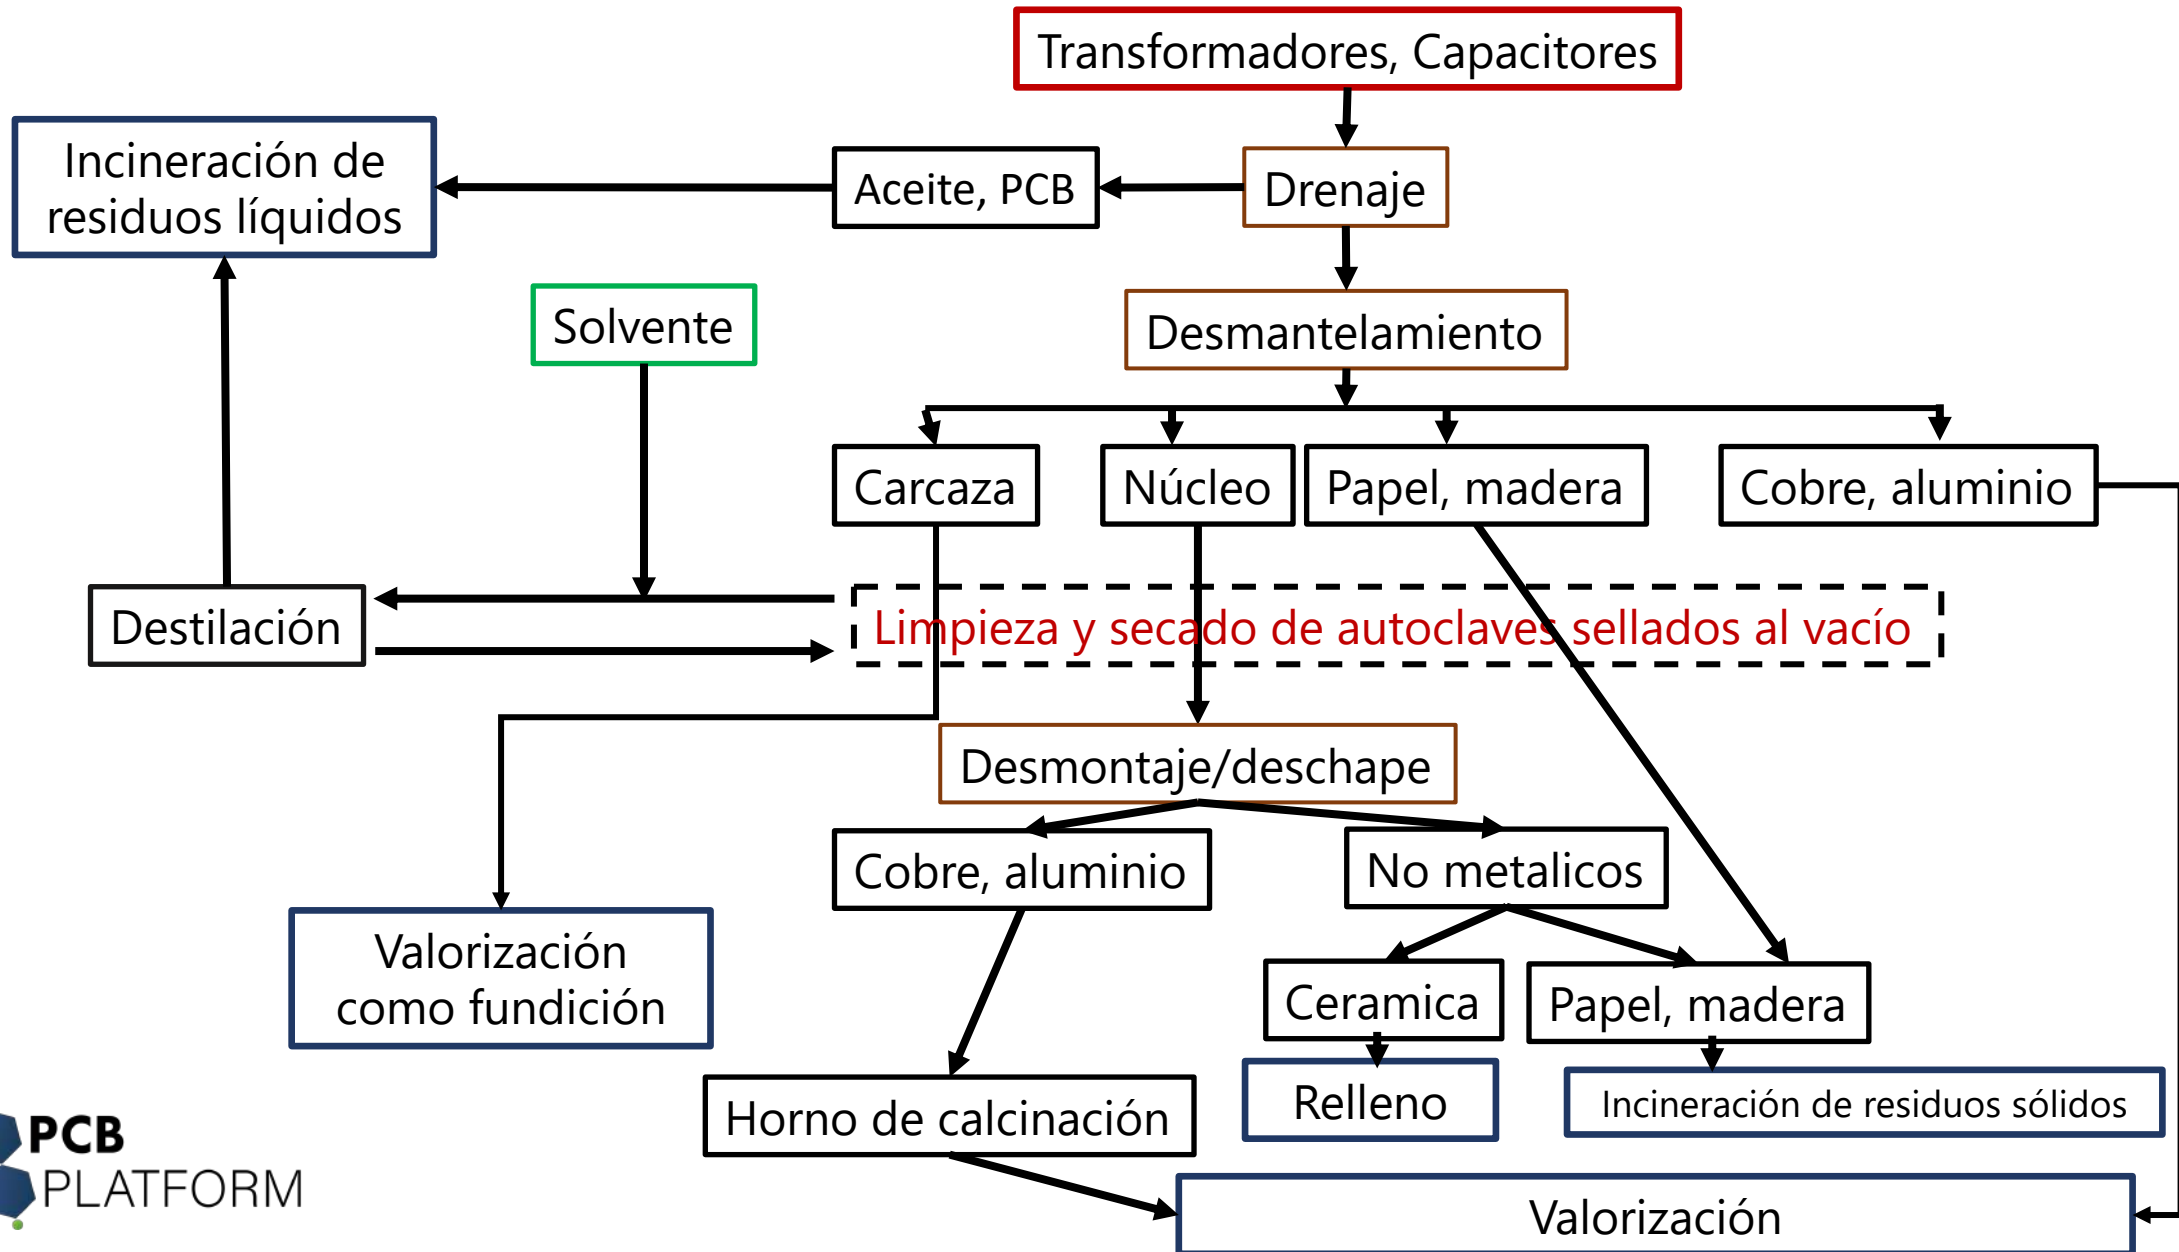 Transformadores, Capacitores
Incineración de
residuos líquidos
Aceite, PCB
Drenaje
Solvente
Desmantelamiento
Carcaza
Núcleo
Papel, madera
Cobre, aluminio
Destilación
Limpieza y secado de autoclaves sellados al vacío
Desmontaje/deschape
Cobre, aluminio
No metalicos
Valorización
como fundición
Ceramica
Papel, madera
Horno de calcinación
Relleno
Incineración de residuos sólidos
PCB
PLATFORM
Valorización